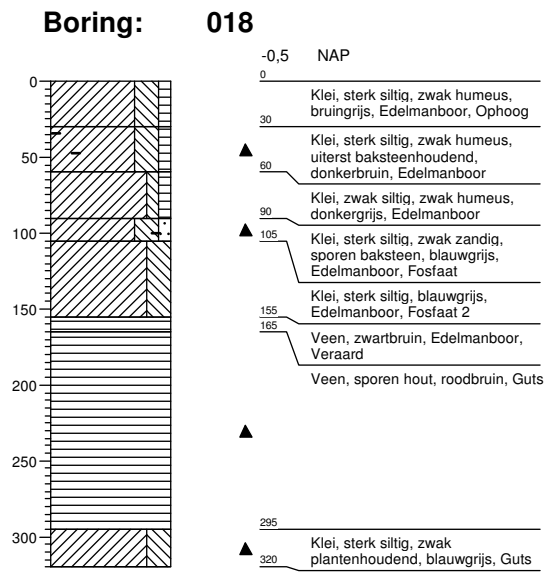 Boring: 018
-0,5 NAP
0
0
Klei, sterk siltig, zwak humeus,
bruingrijs, Edelmanboor, Ophoog
30
Klei, sterk siltig, zwak humeus,
uiterst baksteenhoudend,
donkerbruin, Edelmanboor
50
60
Klei, zwak siltig, zwak humeus,
donkergrijs, Edelmanboor
90
100
105
Klei, sterk siltig, zwak zandig,
sporen baksteen, blauwgrijs,
Edelmanboor, Fosfaat
Klei, sterk siltig, blauwgrijs,
Edelmanboor, Fosfaat 2
150
155
165
Veen, zwartbruin, Edelmanboor,
Veraard
Veen, sporen hout, roodbruin, Guts
200
250
295
300
Klei, sterk siltig, zwak
plantenhoudend, blauwgrijs, Guts
320